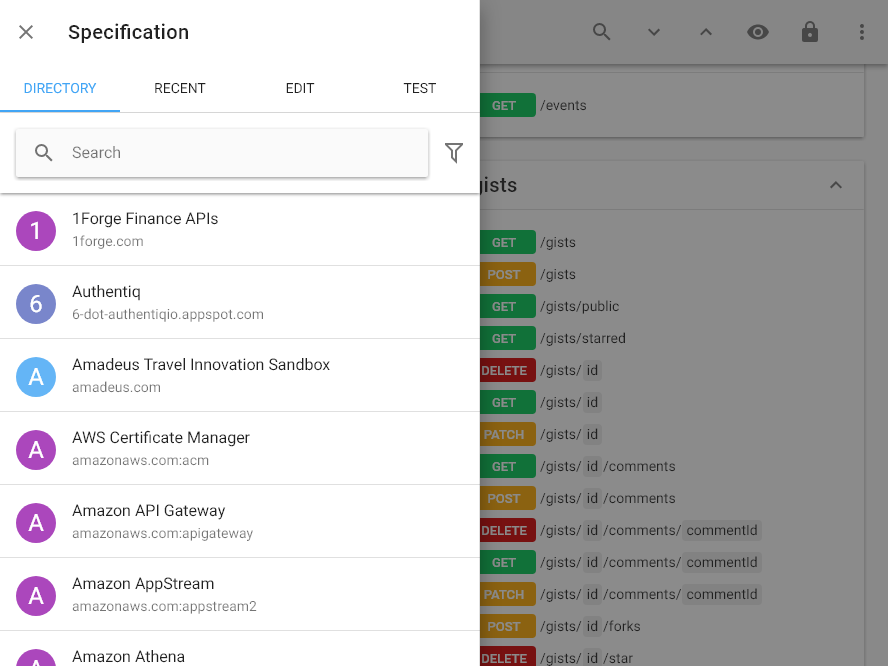 Specification
DIRECTORY RECENT EDIT TEST
Search
1 1Forge Finance APIs
1forge.com
6 Authentiq
6-dot-authentiqio.appspot.com
A Amadeus Travel Innovation Sandbox
amadeus.com
A AWS Certificate Manager
amazonaws.com:acm
A Amazon API Gateway
amazonaws.com:apigateway
A Amazon AppStream
amazonaws.com:appstream2
A Amazon Athena
GET /events
gists
GET /gists
POST /gists
GET /gists/public
GET /gists/starred
DELETE /gists/ id
GET /gists/ id
PATCH /gists/ id
GET /gists/ id /comments
POST /gists/ id /comments
DELETE /gists/ id /comments/ commentId
GET /gists/ id /comments/ commentId
PATCH /gists/ id /comments/ commentId
POST /gists/ id /forks
DELETE /gists/ id /star